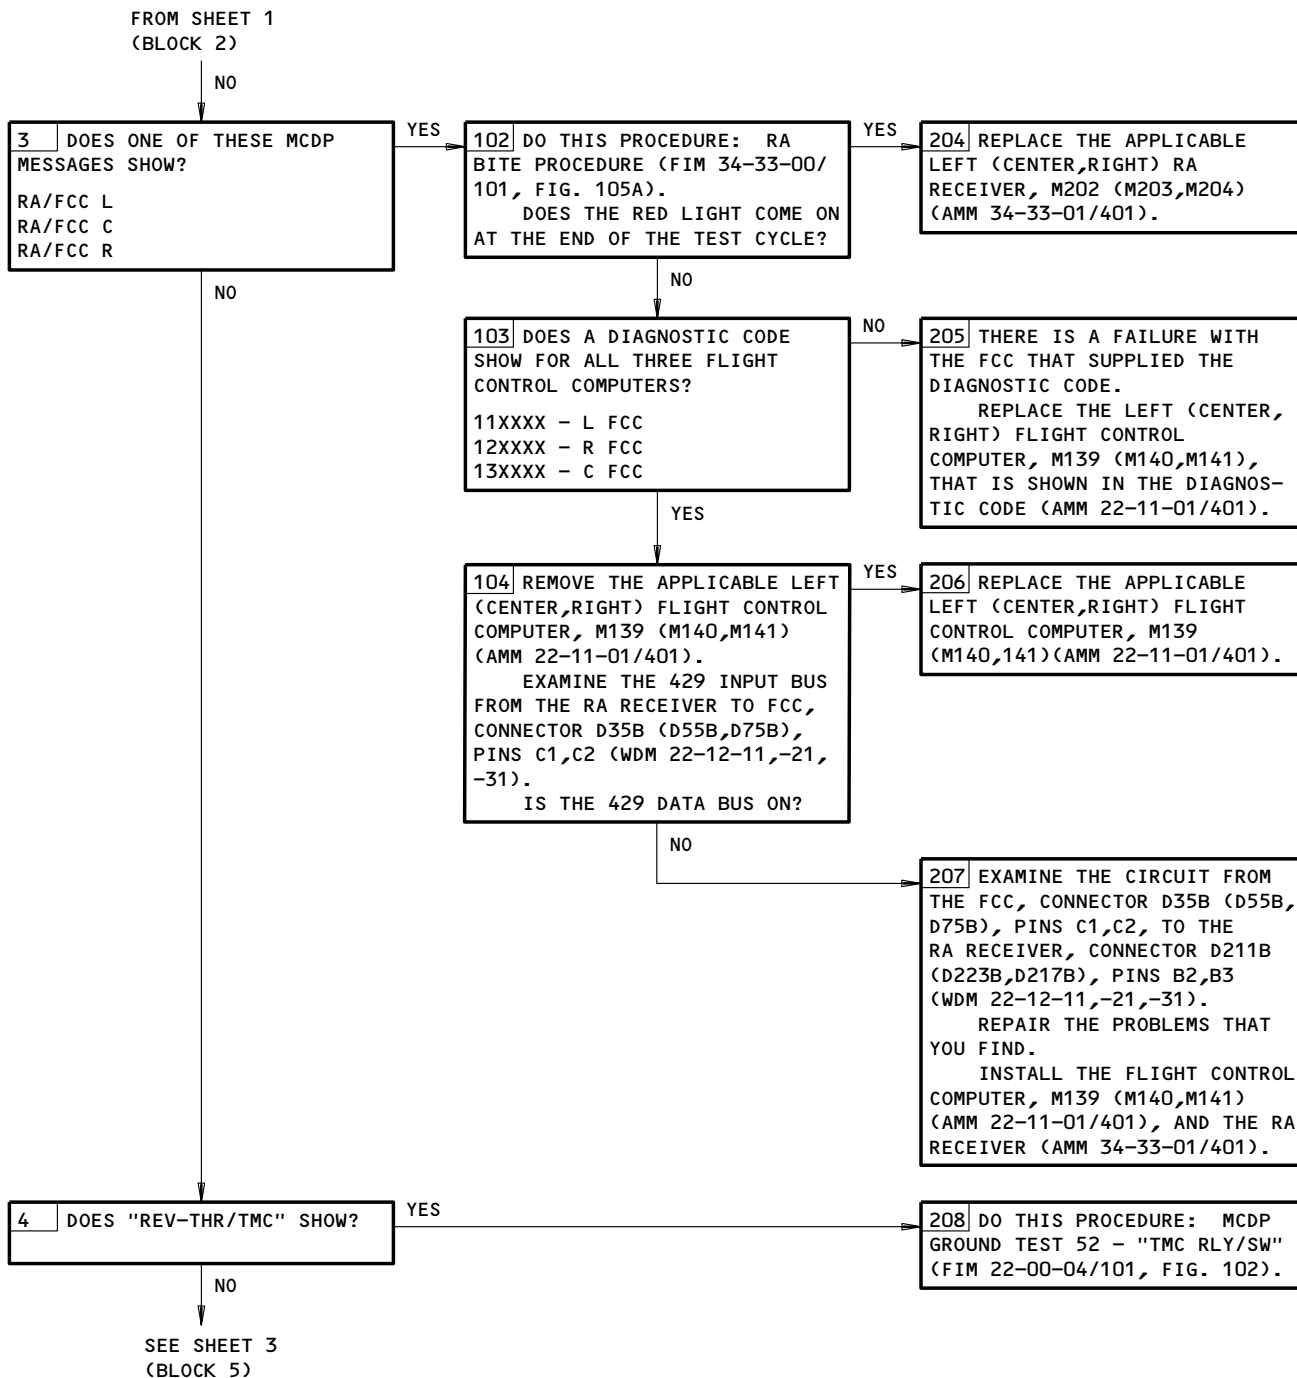 FROM SHEET 1
(BLOCK 2)
NO
3 DOES ONE OF THESE MCDP
MESSAGES SHOW?
RA/FCC L
RA/FCC C
RA/FCC R
YES
NO
102 DO THIS PROCEDURE: RA
BITE PROCEDURE (FIM 34-33-00/
101, FIG. 105A).
DOES THE RED LIGHT COME ON
AT THE END OF THE TEST CYCLE?
YES
NO
204 REPLACE THE APPLICABLE
LEFT (CENTER,RIGHT) RA
RECEIVER, M202 (M203,M204)
(AMM 34-33-01/401).
103 DOES A DIAGNOSTIC CODE
SHOW FOR ALL THREE FLIGHT
CONTROL COMPUTERS?
11XXXX - L FCC
12XXXX - R FCC
13XXXX - C FCC
NO
YES
205 THERE IS A FAILURE WITH
THE FCC THAT SUPPLIED THE
DIAGNOSTIC CODE.
REPLACE THE LEFT (CENTER,
RIGHT) FLIGHT CONTROL
COMPUTER, M139 (M140,M141),
THAT IS SHOWN IN THE DIAGNOS-
TIC CODE (AMM 22-11-01/401).
104 REMOVE THE APPLICABLE LEFT
(CENTER,RIGHT) FLIGHT CONTROL
COMPUTER, M139 (M140,M141)
(AMM 22-11-01/401).
EXAMINE THE 429 INPUT BUS
FROM THE RA RECEIVER TO FCC,
CONNECTOR D35B (D55B,D75B),
PINS C1,C2 (WDM 22-12-11,-21,
-31).
IS THE 429 DATA BUS ON?
YES
NO
206 REPLACE THE APPLICABLE
LEFT (CENTER,RIGHT) FLIGHT
CONTROL COMPUTER, M139
(M140,141)(AMM 22-11-01/401).
207 EXAMINE THE CIRCUIT FROM
THE FCC, CONNECTOR D35B (D55B,
D75B), PINS C1,C2, TO THE
RA RECEIVER, CONNECTOR D211B
(D223B,D217B), PINS B2,B3
(WDM 22-12-11,-21,-31).
REPAIR THE PROBLEMS THAT
YOU FIND.
INSTALL THE FLIGHT CONTROL
COMPUTER, M139 (M140,M141)
(AMM 22-11-01/401), AND THE RA
RECEIVER (AMM 34-33-01/401).
4 DOES "REV-THR/TMC" SHOW?
YES
NO
208 DO THIS PROCEDURE: MCDP
GROUND TEST 52 - "TMC RLY/SW"
(FIM 22-00-04/101, FIG. 102).
SEE SHEET 3
(BLOCK 5)